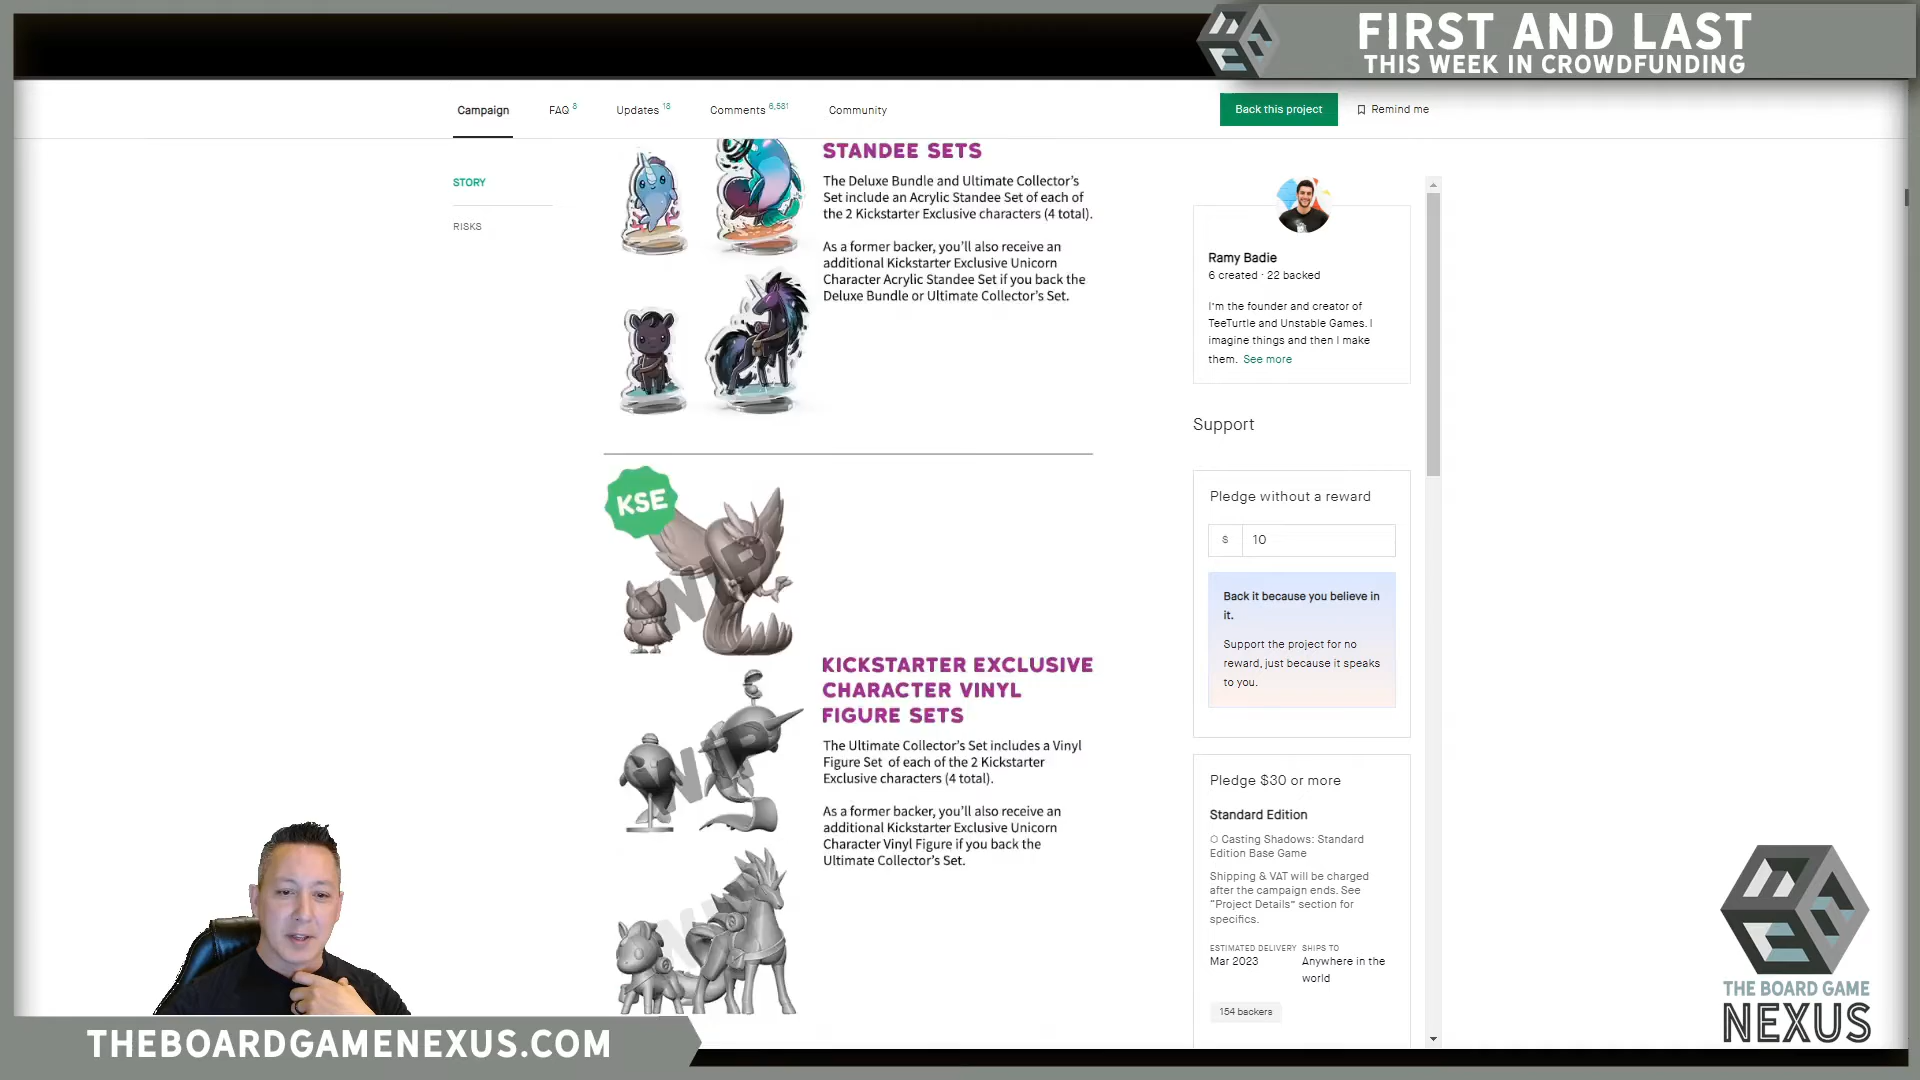 FIRST AND LAST
THIS WEEK IN CROWDFUNDING
Campaign
FAQ 8
Updates 18
Comments 6,581
Community
Back this project
Remind me
STORY
RISKS
STANDEE SETS
The Deluxe Bundle and Ultimate Collector's
Set include an Acrylic Standee Set of each of
the 2 Kickstarter Exclusive characters (4 total).
As a former backer, you'll also receive an
additional Kickstarter Exclusive Unicorn
Character Acrylic Standee Set if you back the
Deluxe Bundle or Ultimate Collector's Set.
KSE
WIP
WIP
KICKSTARTER EXCLUSIVE
CHARACTER VINYL
FIGURE SETS
The Ultimate Collector's Set includes a Vinyl
Figure Set of each of the 2 Kickstarter
Exclusive characters (4 total).
As a former backer, you'll also receive an
additional Kickstarter Exclusive Unicorn
Character Vinyl Figure if you back the
Ultimate Collector's Set.
Ramy Badie
6 created · 22 backed
I'm the founder and creator of
TeeTurtle and Unstable Games. I
imagine things and then I make
them. See more
Support
Pledge without a reward
$ 10
Back it because you believe in
it.
Support the project for no
reward, just because it speaks
to you.
Pledge $30 or more
Standard Edition
⬡ Casting Shadows: Standard
Edition Base Game
Shipping & VAT will be charged
after the campaign ends. See
"Project Details" section for
specifics.
ESTIMATED DELIVERY
Mar 2023
SHIPS TO
Anywhere in the
world
154 backers
THEBOARDGAMENEXUS.COM
THE BOARD GAME
NEXUS